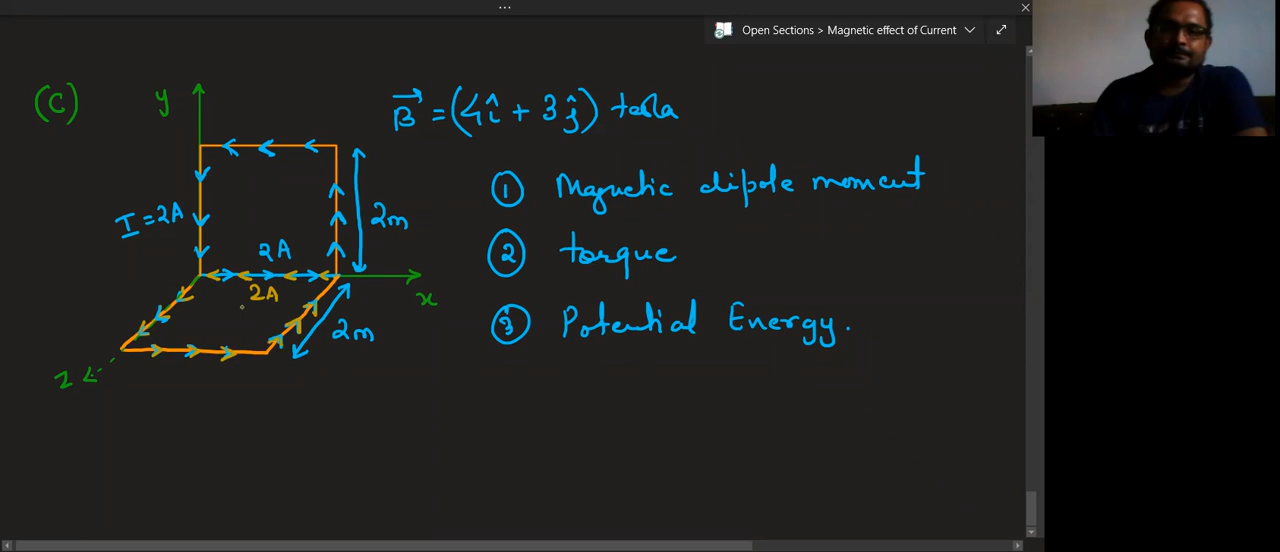 ...
Open Sections > Magnetic effect of Current
(C)
y
B = (4î + 3ĵ) tesla
① Magnetic dipole moment
I = 2A
2m
② torque
2A
2A
x
2m
③ Potential Energy.
z